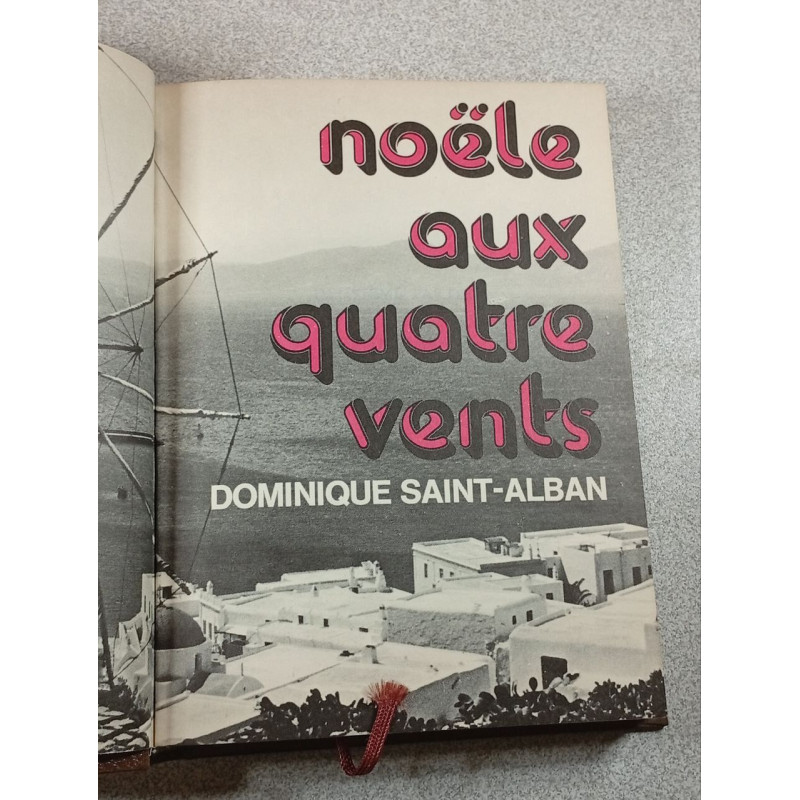 noële
aux
quatre
vents
DOMINIQUE SAINT-ALBAN